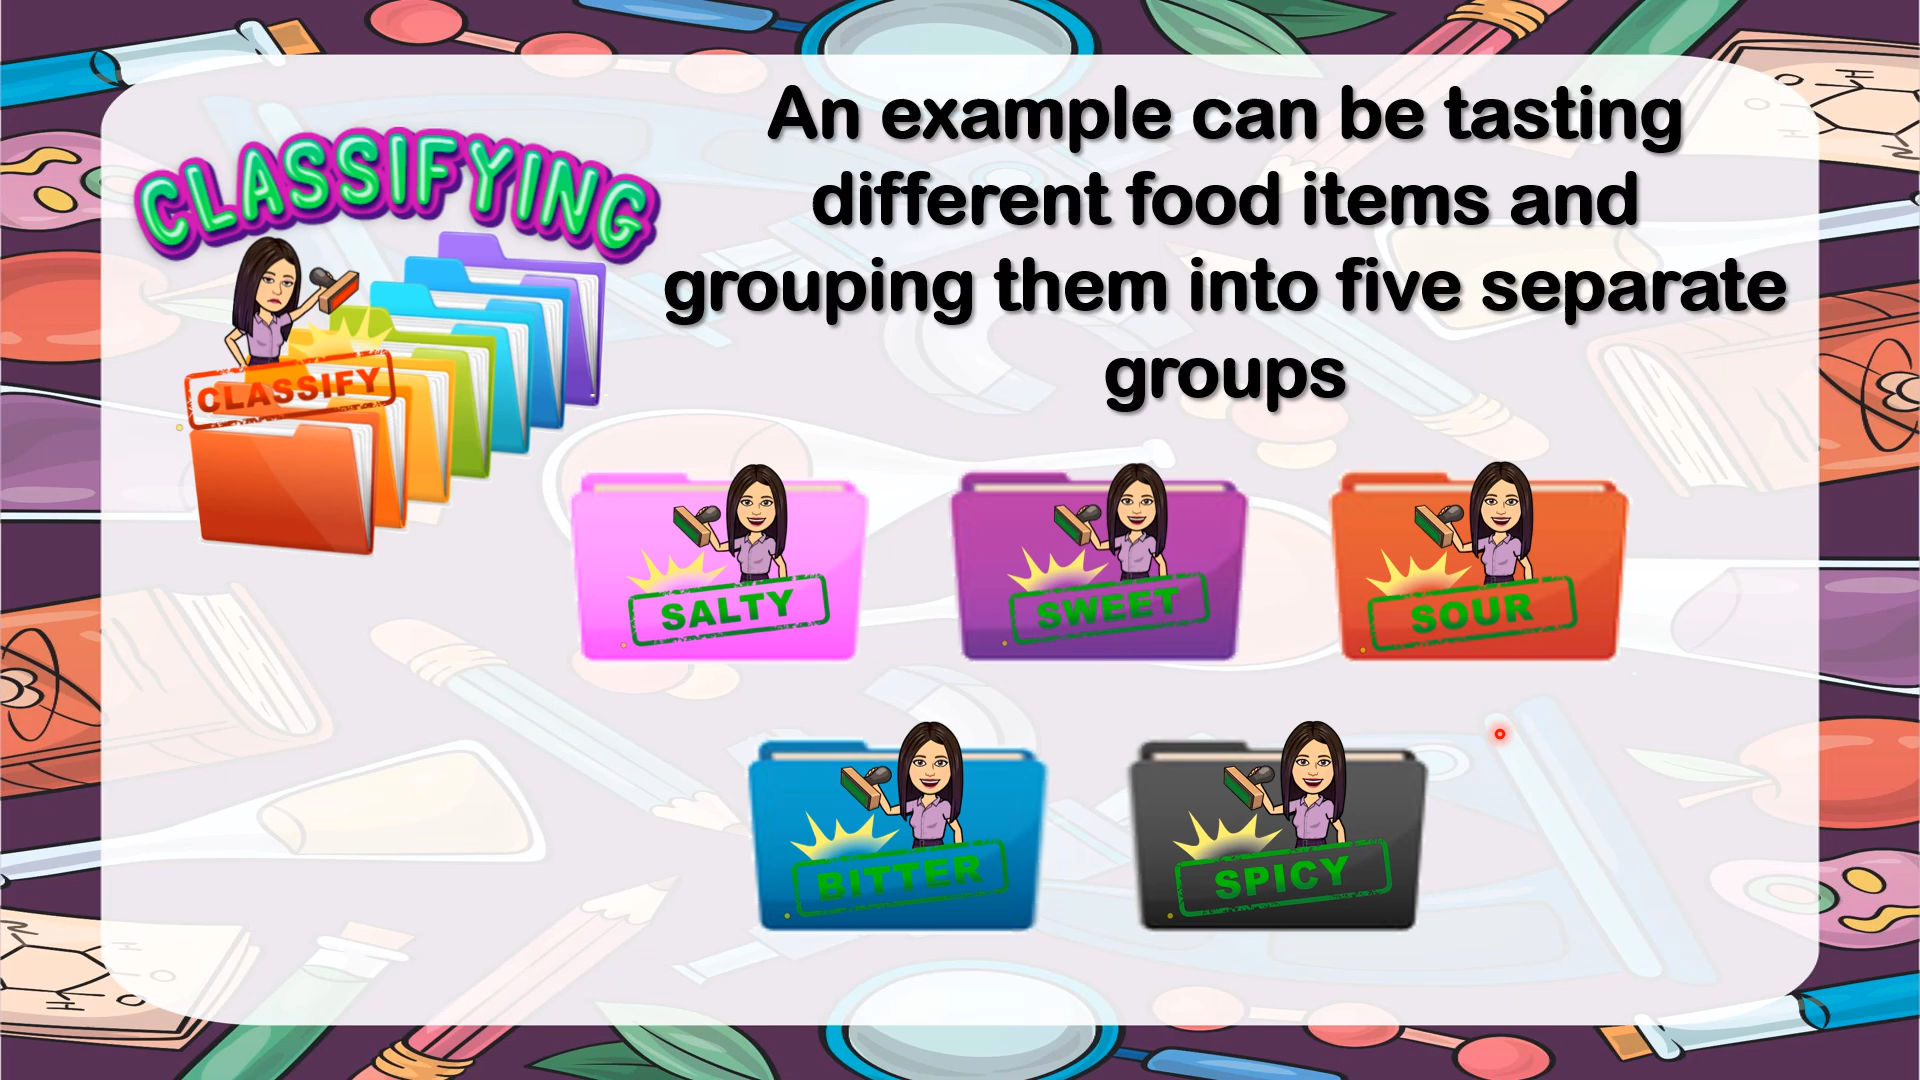 An example can be tasting
different food items and
grouping them into five separate
groups
CLASSIFYING
CLASSIFY
SALTY
SWEET
SOUR
BITTER
SPICY